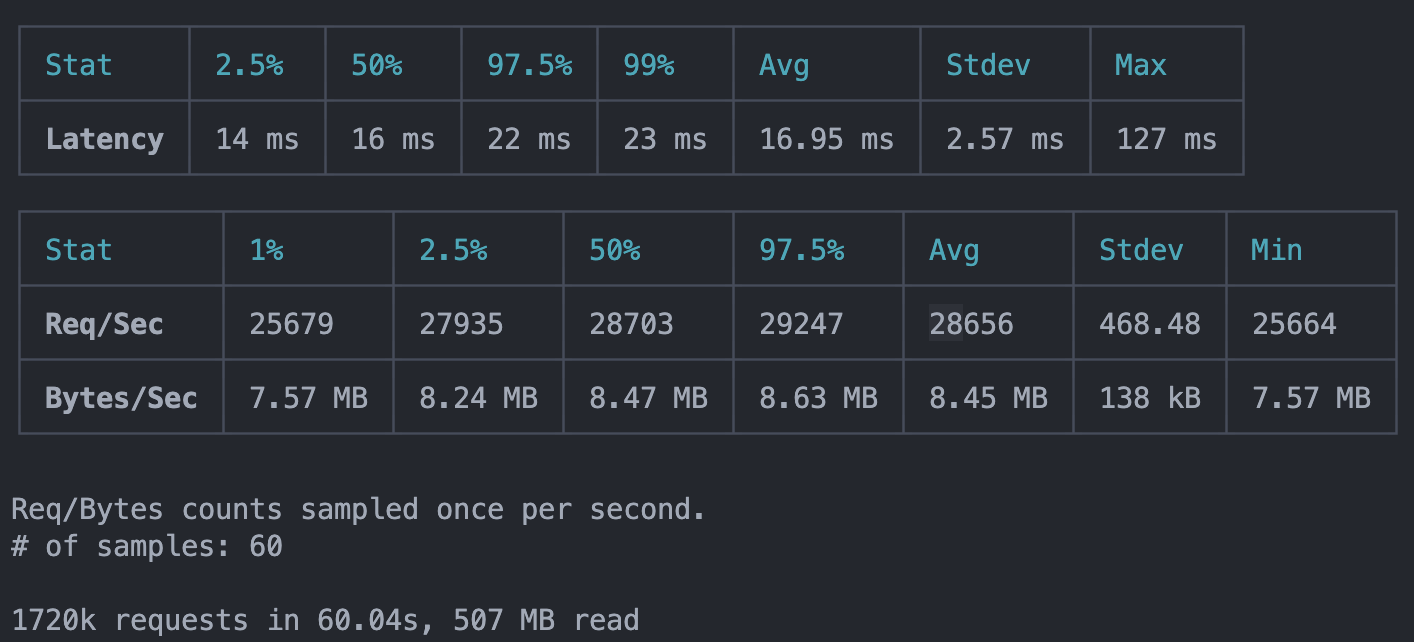 Stat 2.5% 50% 97.5% 99% Avg Stdev Max
Latency 14 ms 16 ms 22 ms 23 ms 16.95 ms 2.57 ms 127 ms
Stat 1% 2.5% 50% 97.5% Avg Stdev Min
Req/Sec 25679 27935 28703 29247 28656 468.48 25664
Bytes/Sec 7.57 MB 8.24 MB 8.47 MB 8.63 MB 8.45 MB 138 kB 7.57 MB
Req/Bytes counts sampled once per second.
# of samples: 60
1720k requests in 60.04s, 507 MB read